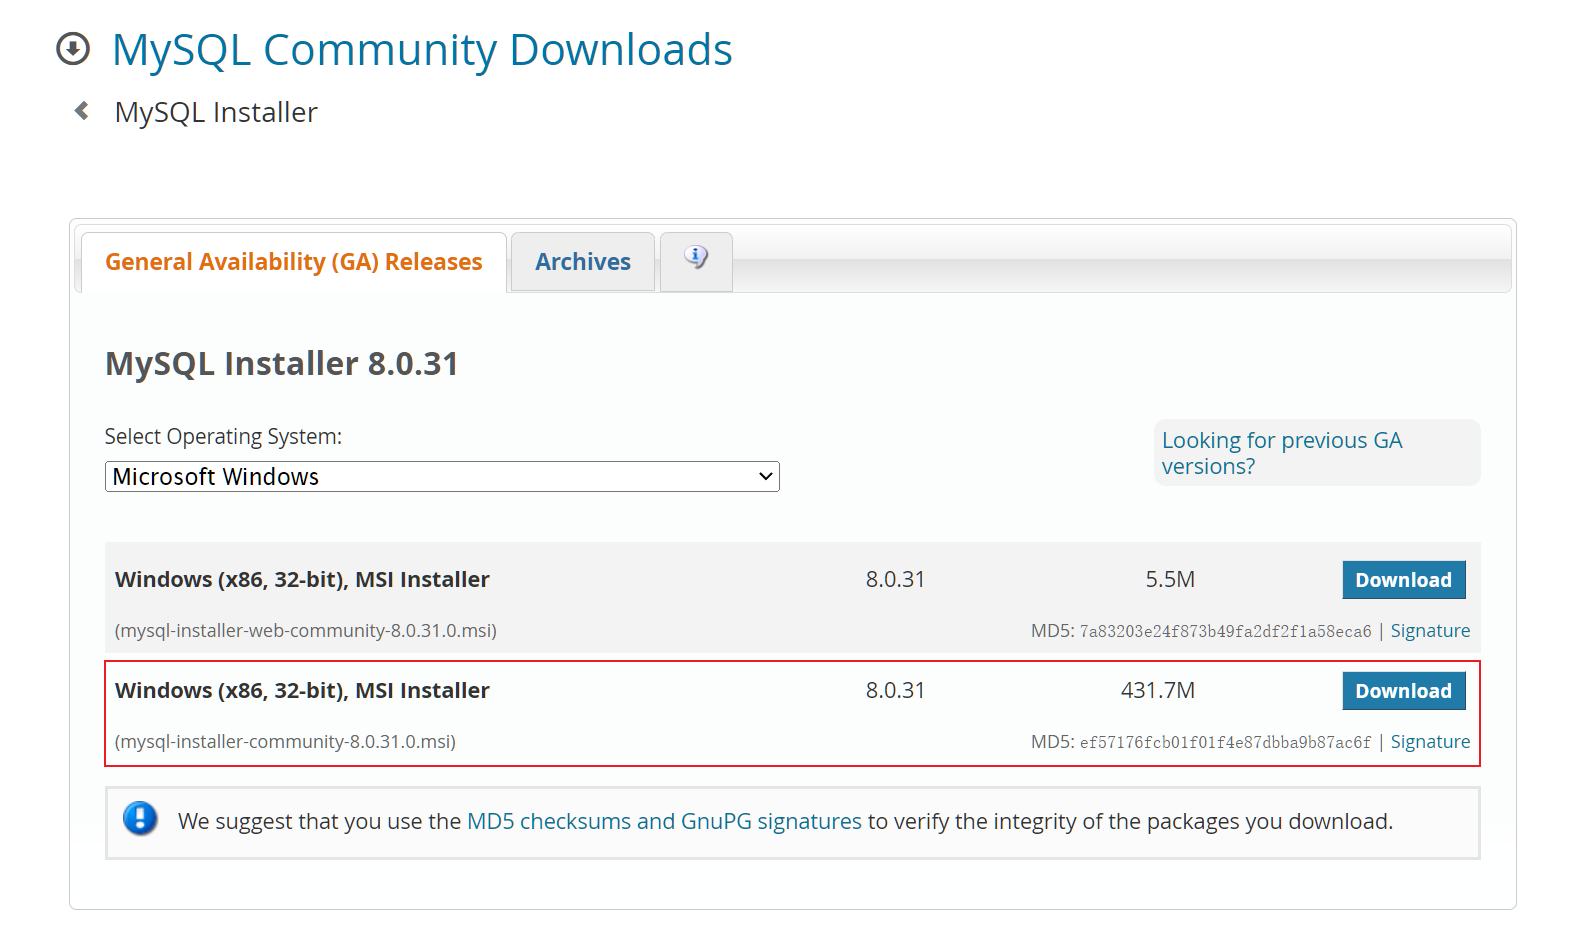 MySQL Community Downloads
MySQL Installer
General Availability (GA) Releases
Archives
MySQL Installer 8.0.31
Select Operating System:
Microsoft Windows
Looking for previous GA
versions?
Windows (x86, 32-bit), MSI Installer 8.0.31 5.5M Download
(mysql-installer-web-community-8.0.31.0.msi) MD5: 7a83203e24f873b49fa2df2f1a58eca6 | Signature
Windows (x86, 32-bit), MSI Installer 8.0.31 431.7M Download
(mysql-installer-community-8.0.31.0.msi) MD5: ef57176fcb01f01f4e87dbba9b87ac6f | Signature
We suggest that you use the MD5 checksums and GnuPG signatures to verify the integrity of the packages you download.